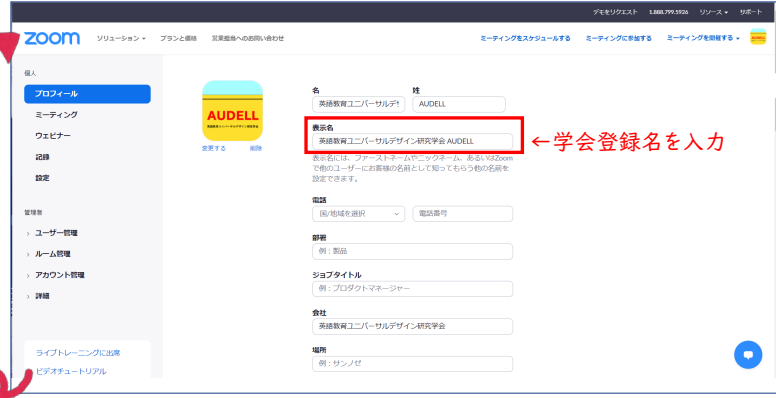 デモをリクエスト 1.888.799.5926 リソース サポート
zoom ソリューション プランと価格 営業担当へのお問い合わせ ミーティングをスケジュールする ミーティングに参加する ミーティングを開催する
個人
プロフィール
ミーティング
ウェビナー
記録
設定
管理者
ユーザー管理
ルーム管理
アカウント管理
詳細
ライブトレーニングに出席
ビデオチュートリアル
AUDELL
変更する 削除
名 姓
英語教育ユニバーサルデザ AUDELL
表示名
英語教育ユニバーサルデザイン研究学会 AUDELL
←学会登録名を入力
表示名には、ファーストネームやニックネーム、あるいはZoom
で他のユーザーにお客様の名前として知ってもらう他の名前を
設定できます。
電話
国/地域を選択 電話番号
部署
例：製品
ジョブタイトル
例：プロダクトマネージャー
会社
英語教育ユニバーサルデザイン研究学会
場所
例：サンノゼ